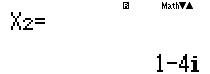 R Math▼▲
X₂=
1-4i